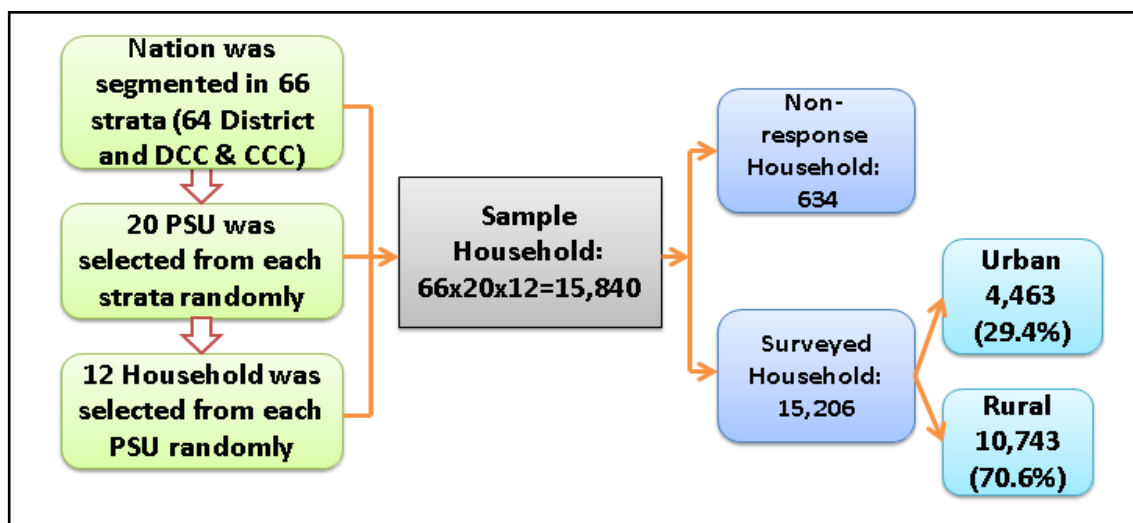 Nation was
segmented in 66
strata (64 District
and DCC & CCC)
20 PSU was
selected from each
strata randomly
12 Household was
selected from each
PSU randomly
Sample
Household:
66x20x12=15,840
Non-
response
Household:
634
Surveyed
Household:
15,206
Urban
4,463
(29.4%)
Rural
10,743
(70.6%)